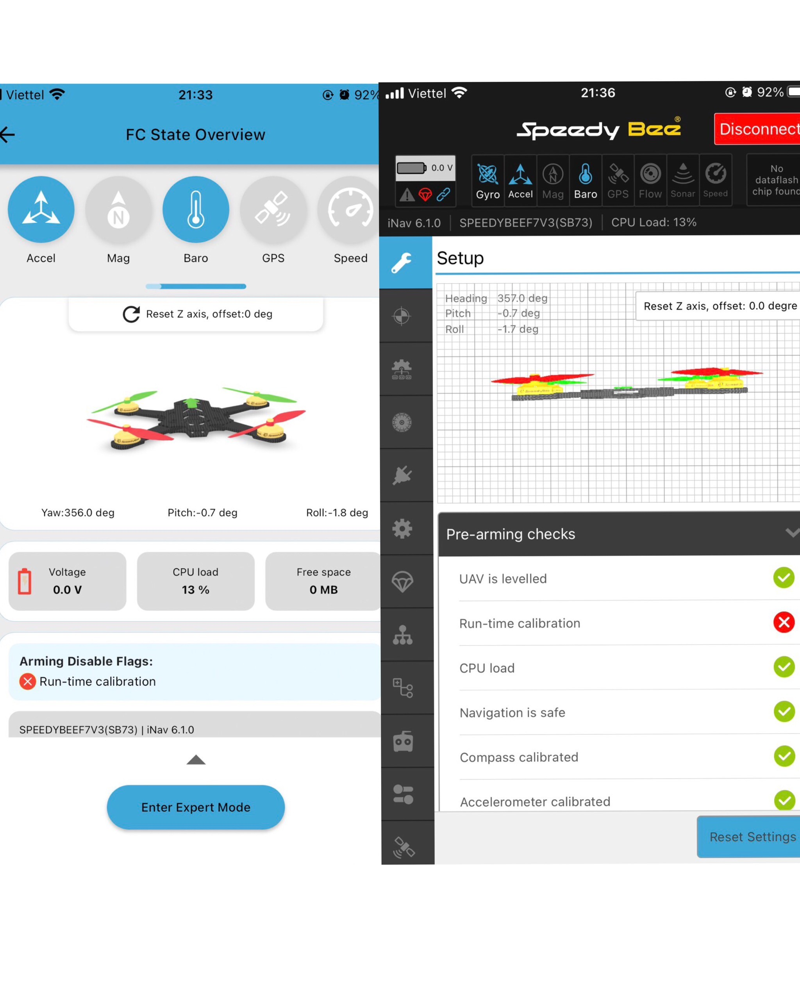 Viettel 21:33 92%
FC State Overview
N
Accel Mag Baro GPS Speed
Reset Z axis, offset:0 deg
Yaw:356.0 deg Pitch:-0.7 deg Roll:-1.8 deg
Voltage CPU load Free space
0.0 V 13 % 0 MB
Arming Disable Flags:
Run-time calibration
SPEEDYBEEF7V3(SB73) | iNav 6.1.0
Enter Expert Mode
Viettel 21:36 92%
Speedy Bee®
Disconnect
0.0 V
N
Gyro Accel Mag Baro GPS Flow Sonar Speed
No
dataflash
chip found
iNav 6.1.0 SPEEDYBEEF7V3(SB73) CPU Load: 13%
Setup
Heading 357.0 deg
Pitch -0.7 deg
Roll -1.7 deg
Reset Z axis, offset: 0.0 degre
Pre-arming checks
UAV is levelled
Run-time calibration
CPU load
Navigation is safe
Compass calibrated
Accelerometer calibrated
Reset Settings